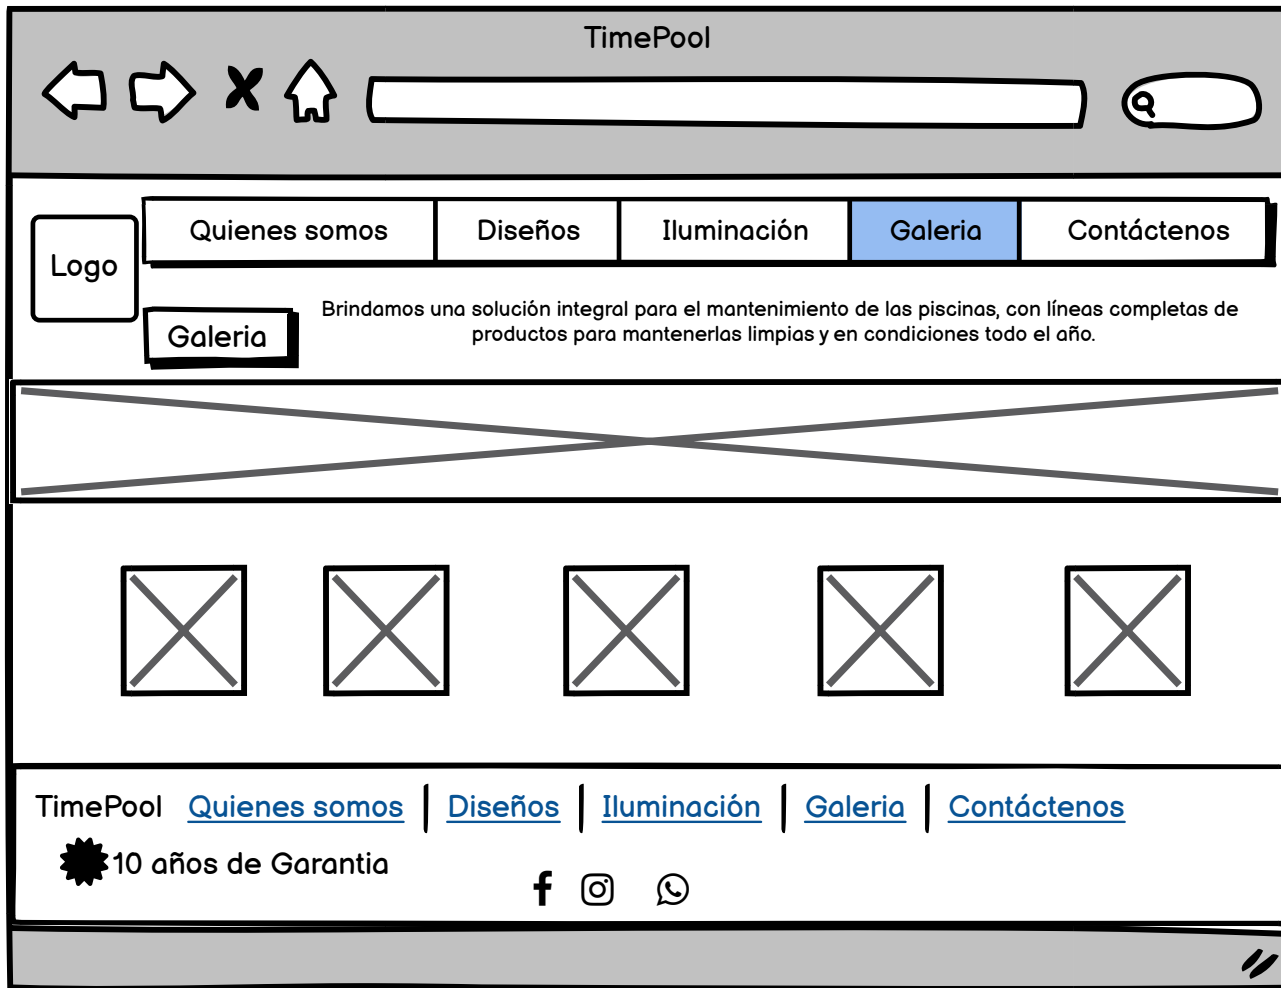 TimePool
Quienes somos Diseños Iluminación Galeria Contáctenos
Logo
Galeria
Brindamos una solución integral para el mantenimiento de las piscinas, con líneas completas de
productos para mantenerlas limpias y en condiciones todo el año.
TimePool Quienes somos Diseños Iluminación Galeria Contáctenos
10 años de Garantia